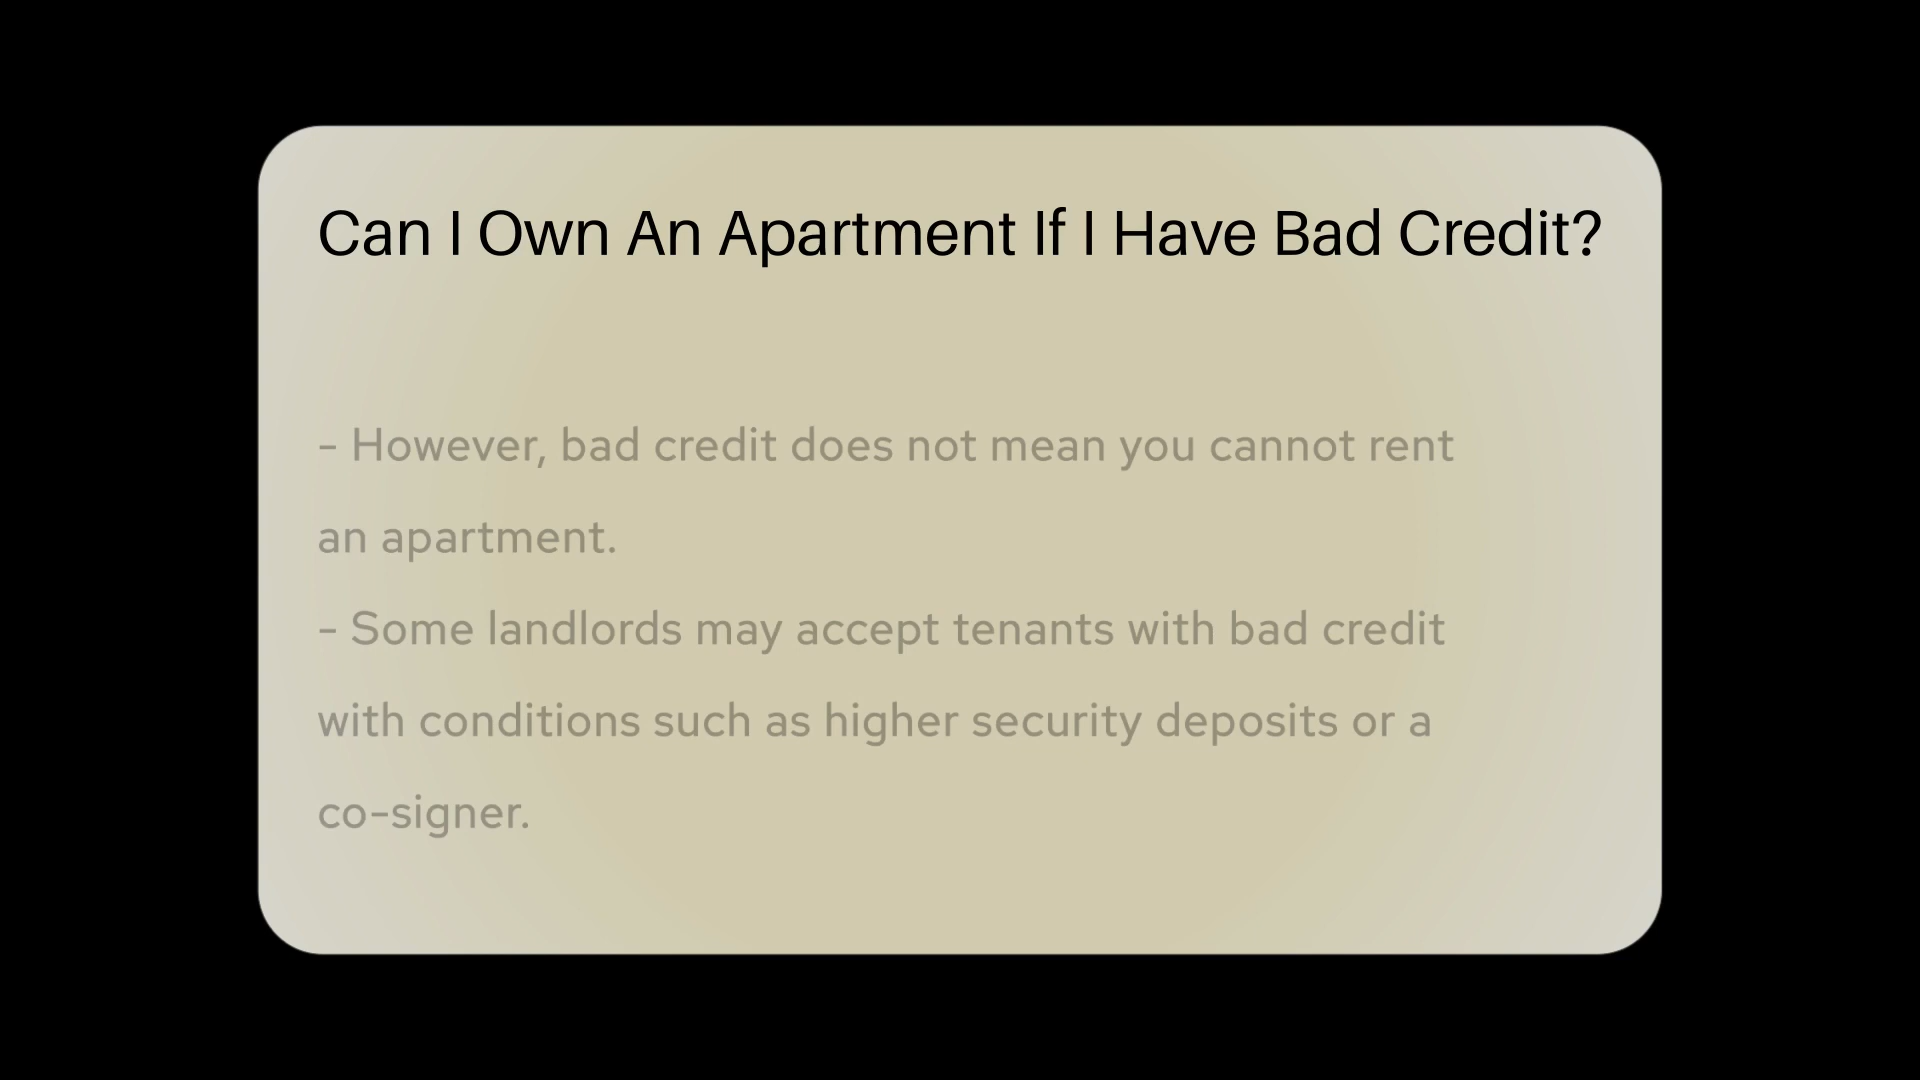 Can I Own An Apartment If I Have Bad Credit?
- However, bad credit does not mean you cannot rent
an apartment.
- Some landlords may accept tenants with bad credit
with conditions such as higher security deposits or a
co-signer.